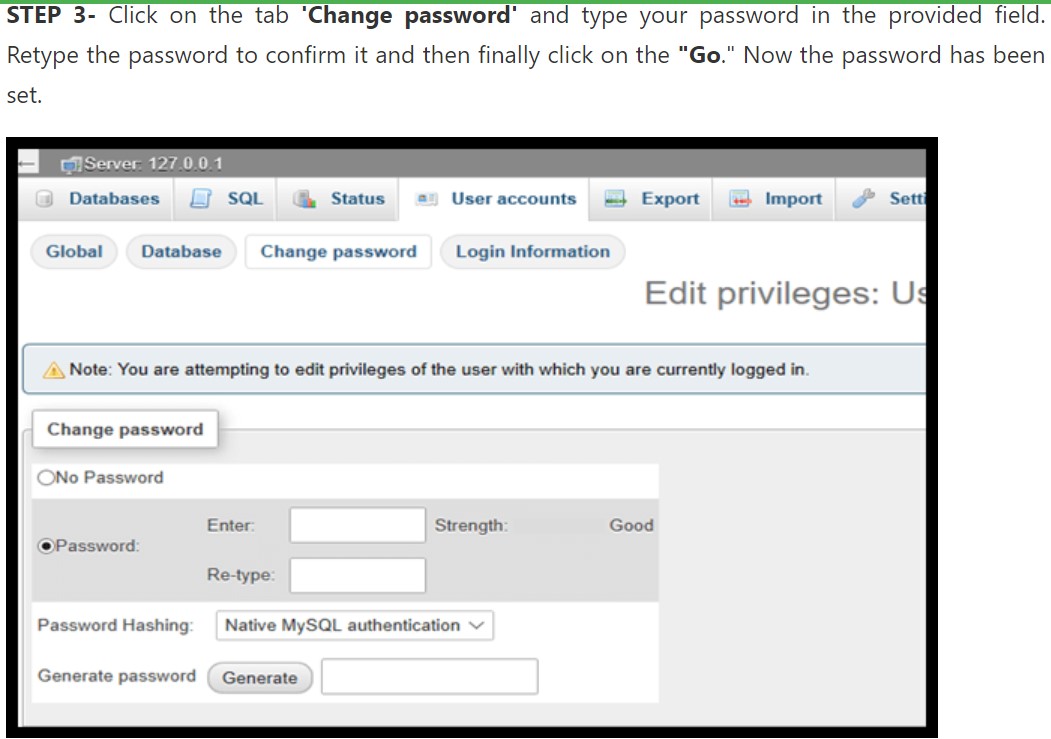 STEP 3- Click on the tab 'Change password' and type your password in the provided field.
Retype the password to confirm it and then finally click on the "Go." Now the password has been
set.
Server: 127.0.0.1
Databases SQL Status User accounts Export Import Setti
Global Database Change password Login Information
Edit privileges: Us
Note: You are attempting to edit privileges of the user with which you are currently logged in.
Change password
No Password
Enter: Strength: Good
Password:
Re-type:
Password Hashing: Native MySQL authentication
Generate password Generate